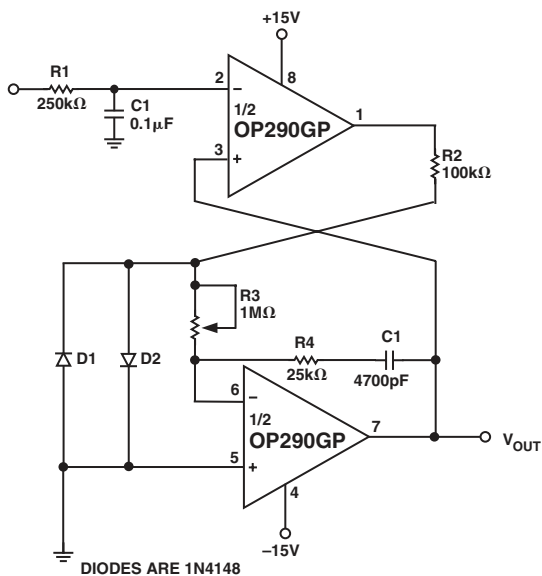 +15V
R1
250kΩ
C1
0.1µF
2
−
8
1/2
OP290GP
1
3
+
R2
100kΩ
R3
1MΩ
D1
D2
R4
25kΩ
C1
4700pF
6
−
1/2
OP290GP
7
5
+
4
VOUT
−15V
DIODES ARE 1N4148